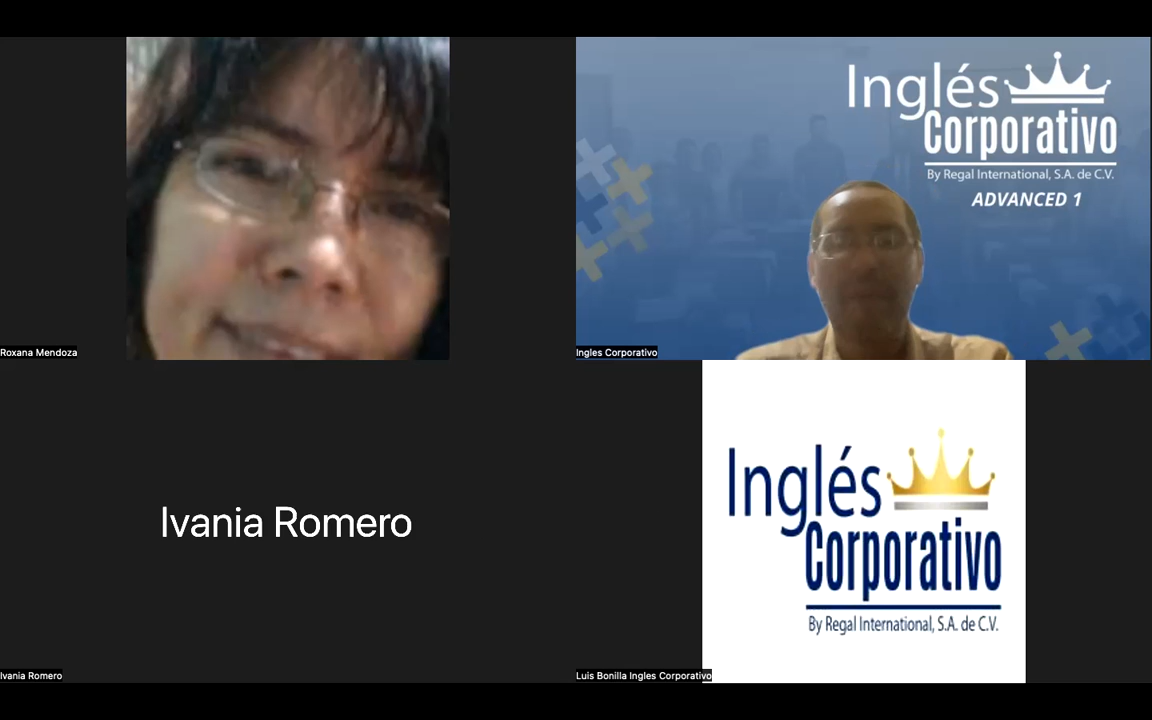 Inglés
Corporativo
By Regal International, S.A. de C.V.
ADVANCED 1
Roxana Mendoza
Ingles Corporativo
Ivania Romero
Inglés
Corporativo
By Regal International, S.A. de C.V.
Ivania Romero
Luis Bonilla Ingles Corporativo